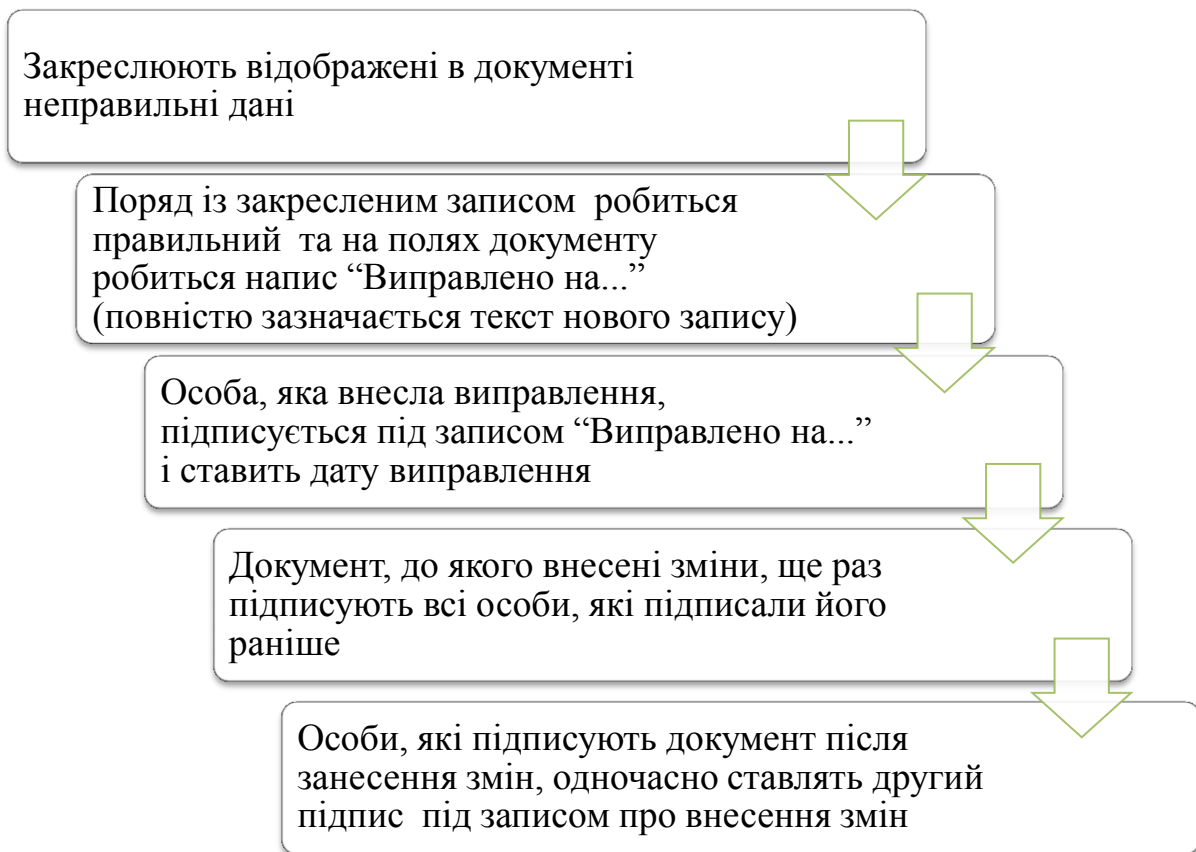 Закреслюють відображені в документі
неправильні дані
Поряд із закресленим записом робиться
правильний та на полях документу
робиться напис “Виправлено на...”
(повністю зазначається текст нового запису)
Особа, яка внесла виправлення,
підписується під записом “Виправлено на...”
і ставить дату виправлення
Документ, до якого внесені зміни, ще раз
підписують всі особи, які підписали його
раніше
Особи, які підписують документ після
занесення змін, одночасно ставлять другий
підпис під записом про внесення змін